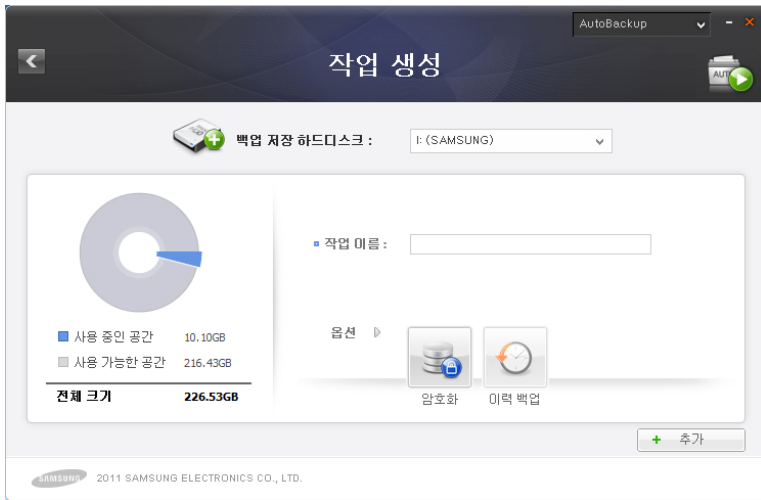 AutoBackup
작업 생성
AUTO
백업 저장 하드디스크 :
I: (SAMSUNG)
작업 이름 :
사용 중인 공간 10.10GB
사용 가능한 공간 216.43GB
전체 크기 226.53GB
옵션
암호화
이력 백업
+ 추가
SAMSUNG 2011 SAMSUNG ELECTRONICS CO., LTD.